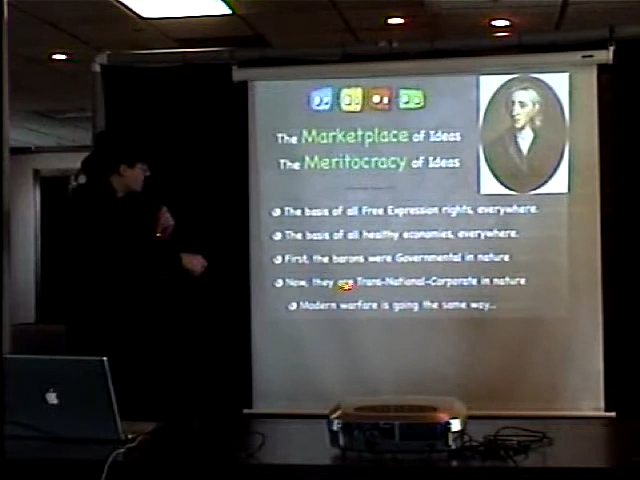 The Marketplace of Ideas
The Meritocracy of Ideas
The basis of all Free Expression rights, everywhere.
The basis of all healthy economies, everywhere.
First, the barons were Governmental in nature
Now, they are Trans-National-Corporate in nature
Modern warfare is going the same way...